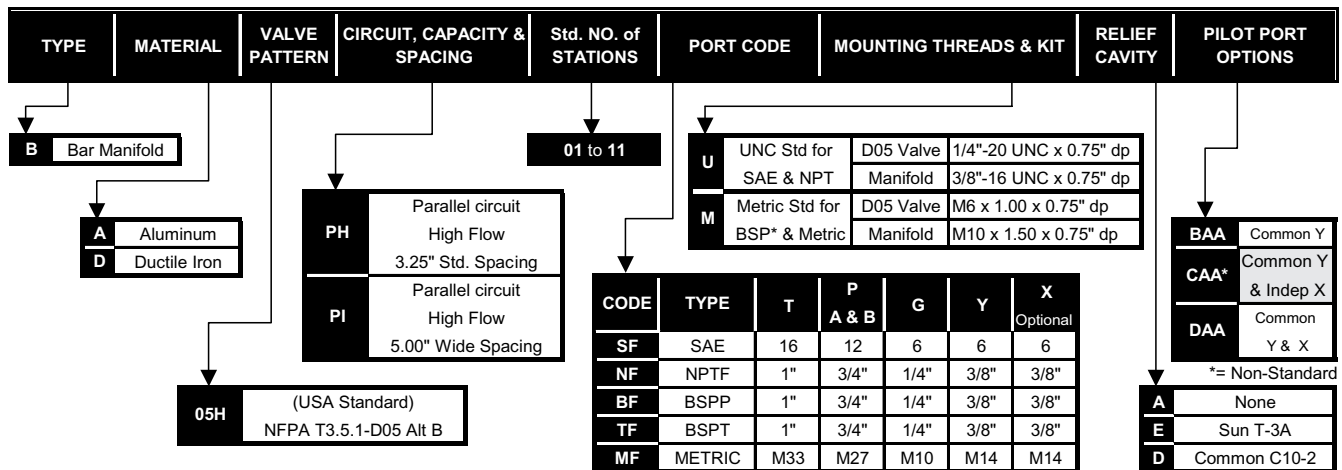 TYPE
MATERIAL
VALVE
PATTERN
CIRCUIT, CAPACITY &
SPACING
Std. NO. of
STATIONS
PORT CODE
MOUNTING THREADS & KIT
RELIEF
CAVITY
PILOT PORT
OPTIONS
B Bar Manifold
A Aluminum
D Ductile Iron
05H
(USA Standard)
NFPA T3.5.1-D05 Alt B
PH
Parallel circuit
High Flow
3.25" Std. Spacing
PI
Parallel circuit
High Flow
5.00" Wide Spacing
01 to 11
U
UNC Std for D05 Valve 1/4"-20 UNC x 0.75" dp
SAE & NPT Manifold 3/8"-16 UNC x 0.75" dp
M
Metric Std for D05 Valve M6 x 1.00 x 0.75" dp
BSP* & Metric Manifold M10 x 1.50 x 0.75" dp
CODE TYPE T P A & B G Y X Optional
SF SAE 16 12 6 6 6
NF NPTF 1" 3/4" 1/4" 3/8" 3/8"
BF BSPP 1" 3/4" 1/4" 3/8" 3/8"
TF BSPT 1" 3/4" 1/4" 3/8" 3/8"
MF METRIC M33 M27 M10 M14 M14
BAA Common Y
CAA*
Common Y
& Indep X
DAA
Common
Y & X
*= Non-Standard
A None
E Sun T-3A
D Common C10-2